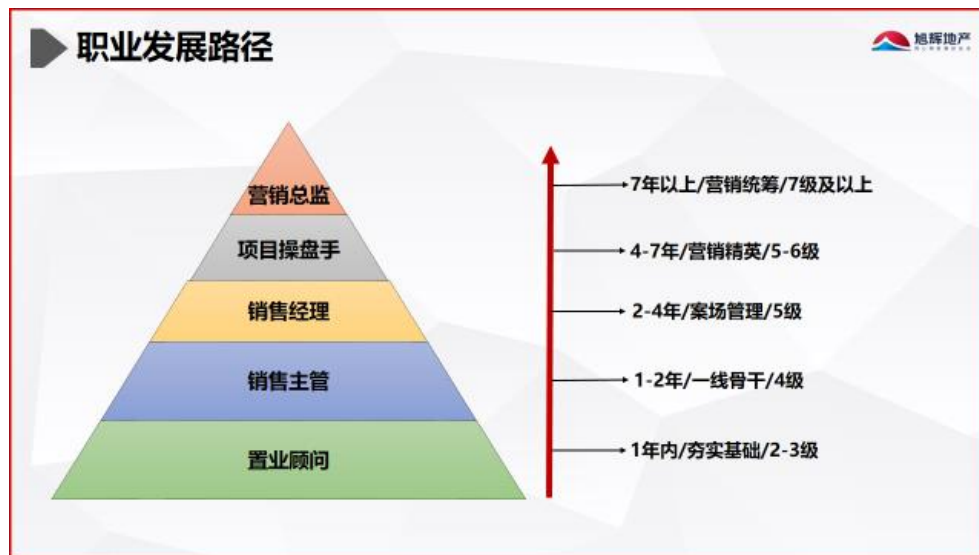 职业发展路径
旭辉地产
营销总监
7年以上/营销统筹/7级及以上
项目操盘手
4-7年/营销精英/5-6级
销售经理
2-4年/案场管理/5级
销售主管
1-2年/一线骨干/4级
置业顾问
1年内/夯实基础/2-3级